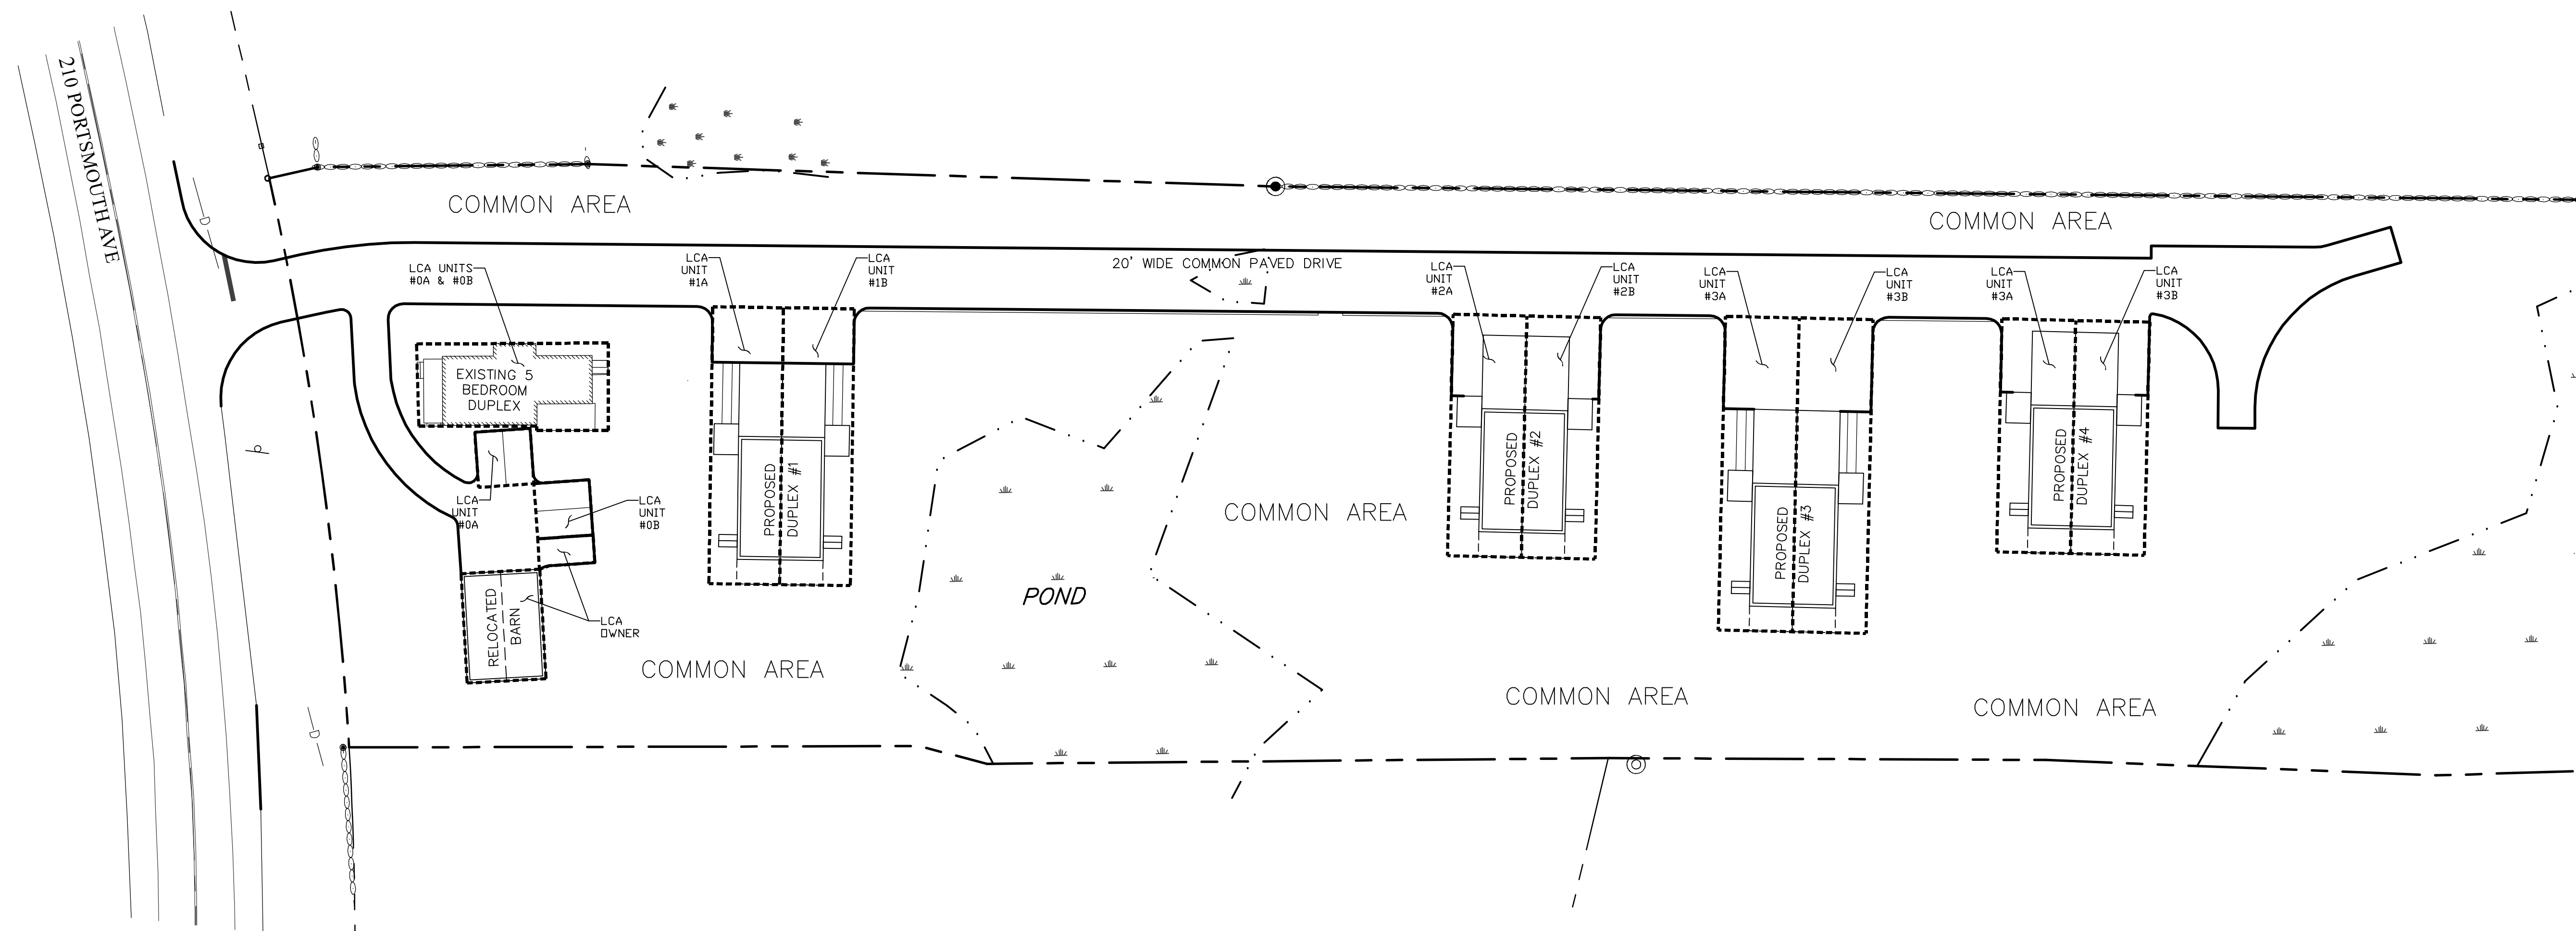 210 PORTSMOUTH AVE
COMMON AREA
COMMON AREA
20' WIDE COMMON PAVED DRIVE
LCA UNITS
#0A & #0B
LCA
UNIT
#1A
LCA
UNIT
#1B
LCA
UNIT
#2A
LCA
UNIT
#2B
LCA
UNIT
#3A
LCA
UNIT
#3B
LCA
UNIT
#3A
LCA
UNIT
#3B
EXISTING 5
BEDROOM
DUPLEX
LCA
UNIT
#0A
LCA
UNIT
#0B
PROPOSED
DUPLEX #1
PROPOSED
DUPLEX #2
PROPOSED
DUPLEX #3
PROPOSED
DUPLEX #4
COMMON AREA
POND
RELOCATED
BARN
LCA
OWNER
COMMON AREA
COMMON AREA
COMMON AREA